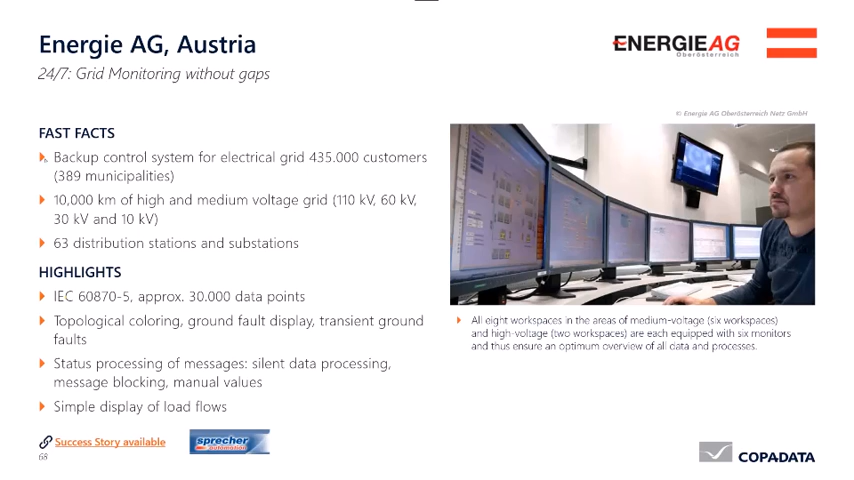 Energie AG, Austria
24/7: Grid Monitoring without gaps
ENERGIEAG
Oberösterreich
© Energie AG Oberösterreich Netz GmbH
FAST FACTS
Backup control system for electrical grid 435.000 customers
(389 municipalities)
10,000 km of high and medium voltage grid (110 kV, 60 kV,
30 kV and 10 kV)
63 distribution stations and substations
HIGHLIGHTS
IEC 60870-5, approx. 30.000 data points
Topological coloring, ground fault display, transient ground
faults
Status processing of messages: silent data processing,
message blocking, manual values
Simple display of load flows
All eight workspaces in the areas of medium-voltage (six workspaces)
and high-voltage (two workspaces) are each equipped with six monitors
and thus ensure an optimum overview of all data and processes.
Success Story available
sprecher
automation
68
COPADATA